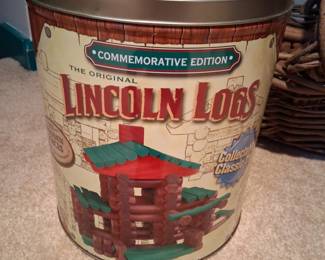 • COMMEMORATIVE EDITION •
THE ORIGINAL
LINCOLN LOGS
Collector's
Classic